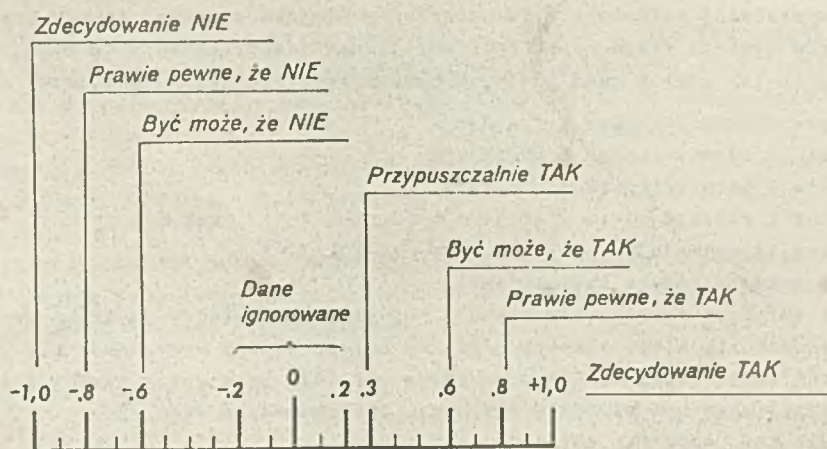 Zdecydowanie NIE
Prawie pewne, że NIE
Być może, że NIE
Przypuszczalnie TAK
Być może, że TAK
Dane
ignorowane
Prawie pewne, że TAK
-1,0 -.8 -.6 -.2 0 .2 .3 .6 .8 +1,0 Zdecydowanie TAK